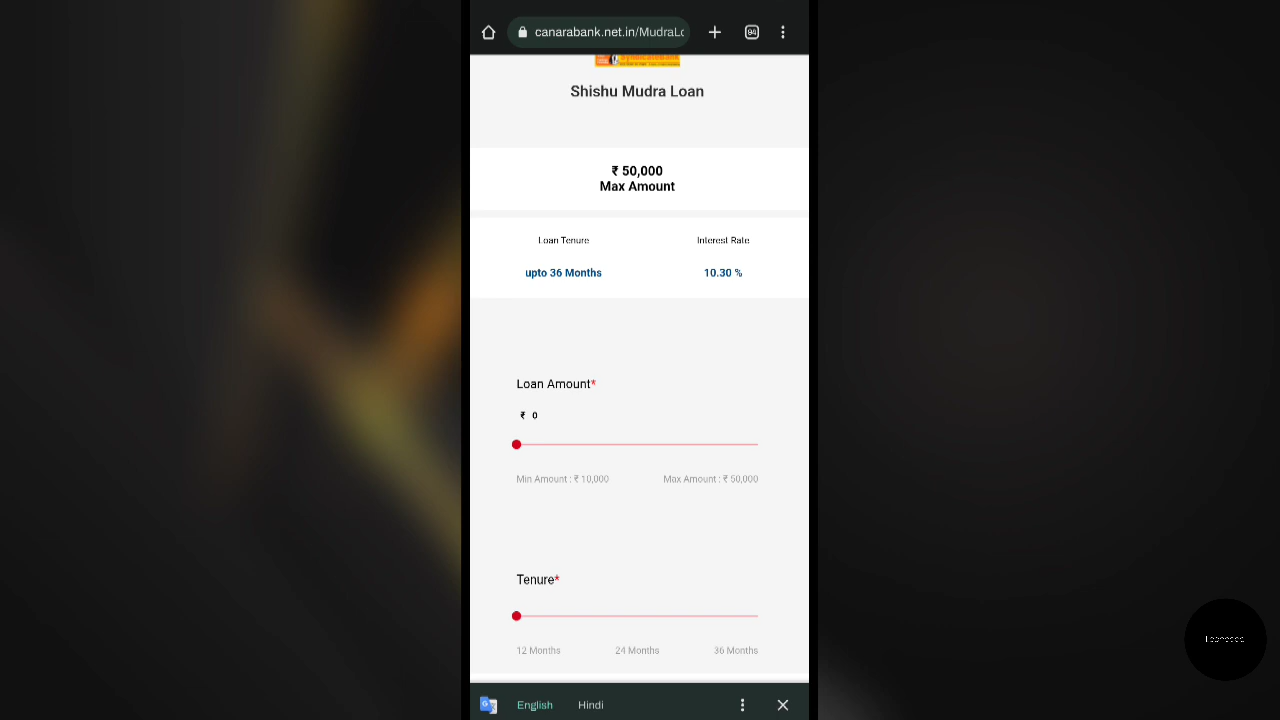 canarabank.net.in/MudraLo
94
SyndicateBank
Shishu Mudra Loan
₹ 50,000
Max Amount
Loan Tenure
Interest Rate
upto 36 Months
10.30 %
Loan Amount*
₹ 0
Min Amount : ₹ 10,000
Max Amount : ₹ 50,000
Tenure*
12 Months
24 Months
36 Months
English
Hindi